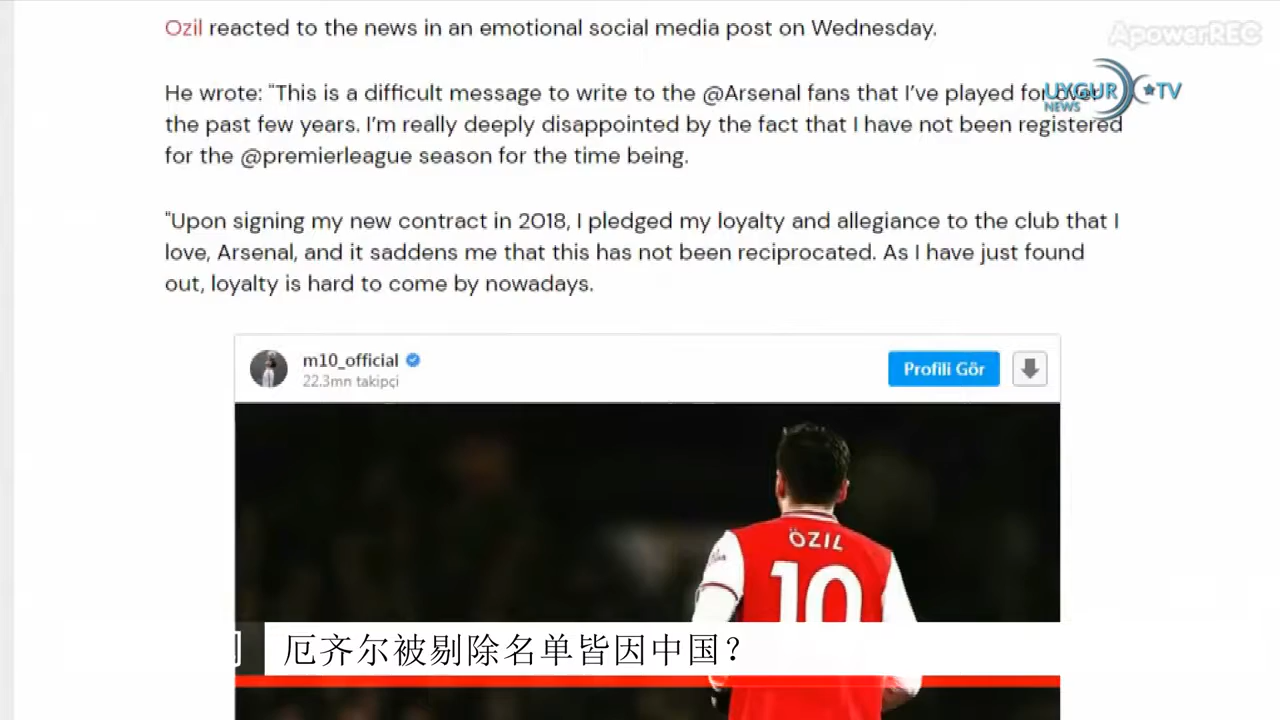 Ozil reacted to the news in an emotional social media post on Wednesday.
ApowerREC
He wrote: "This is a difficult message to write to the @Arsenal fans that I've played for over
UYGUR TV
NEWS
the past few years. I'm really deeply disappointed by the fact that I have not been registered
for the @premierleague season for the time being.
"Upon signing my new contract in 2018, I pledged my loyalty and allegiance to the club that I
love, Arsenal, and it saddens me that this has not been reciprocated. As I have just found
out, loyalty is hard to come by nowadays.
m10_official
22.3mn takipçi
Profili Gör
ÖZIL
10
厄齐尔被剔除名单皆因中国？